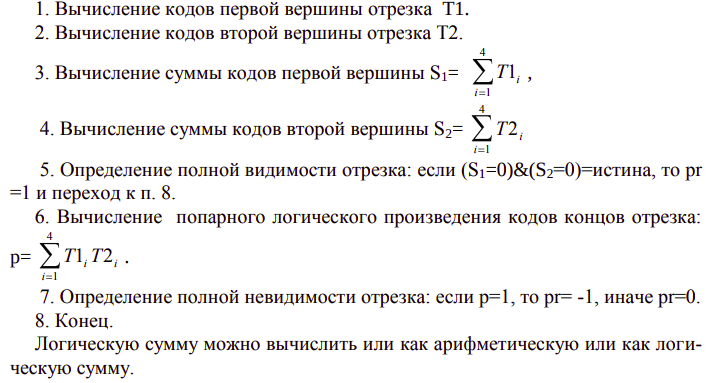 1. Вычисление кодов первой вершины отрезка T1.
2. Вычисление кодов второй вершины отрезка T2.
3. Вычисление суммы кодов первой вершины S₁= $\sum_{i=1}^{4} T1_i$ ,
4. Вычисление суммы кодов второй вершины S₂= $\sum_{i=1}^{4} T2_i$
5. Определение полной видимости отрезка: если (S₁=0)&(S₂=0)=истина, то pr
=1 и переход к п. 8.
6. Вычисление попарного логического произведения кодов концов отрезка:
p= $\sum_{i=1}^{4} T1_i T2_i$ .
7. Определение полной невидимости отрезка: если p=1, то pr= -1, иначе pr=0.
8. Конец.
Логическую сумму можно вычислить или как арифметическую или как логи-
ческую сумму.